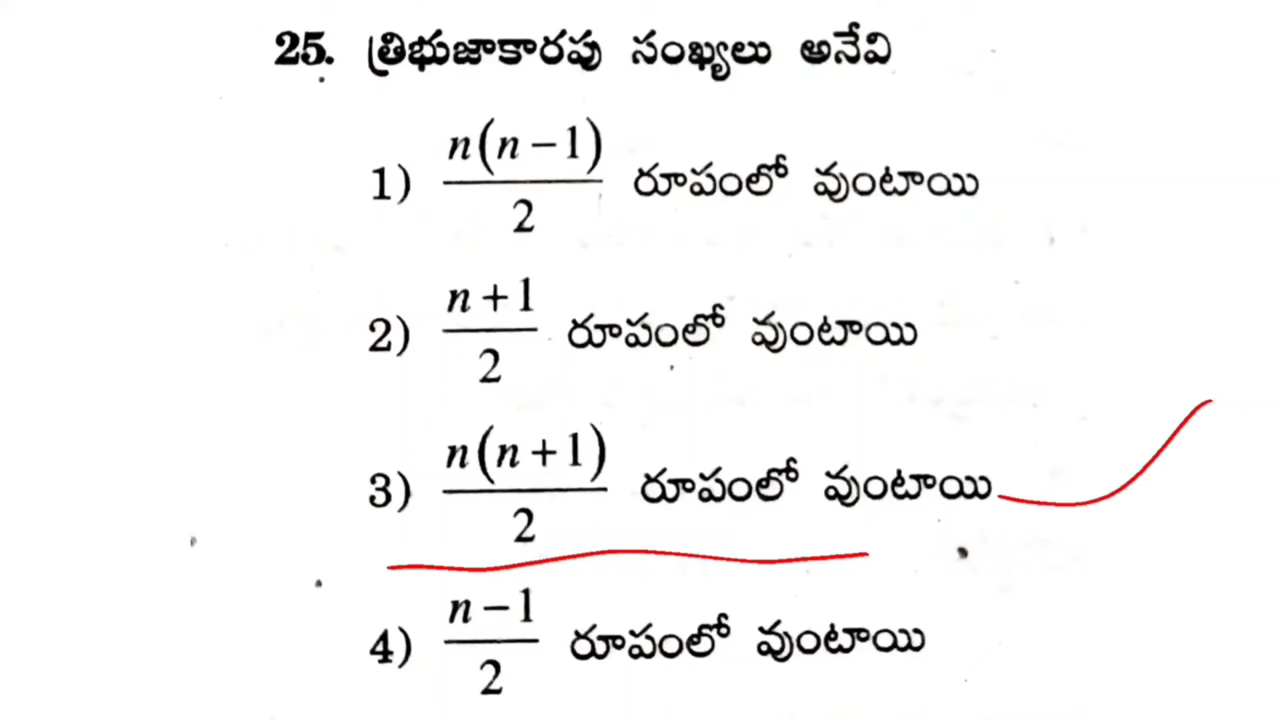 25. త్రిభుజాకారపు సంఖ్యలు అనేవి
1) n(n − 1)/2 రూపంలో వుంటాయి
2) n + 1/2 రూపంలో వుంటాయి
3) n(n + 1)/2 రూపంలో వుంటాయి
4) n − 1/2 రూపంలో వుంటాయి